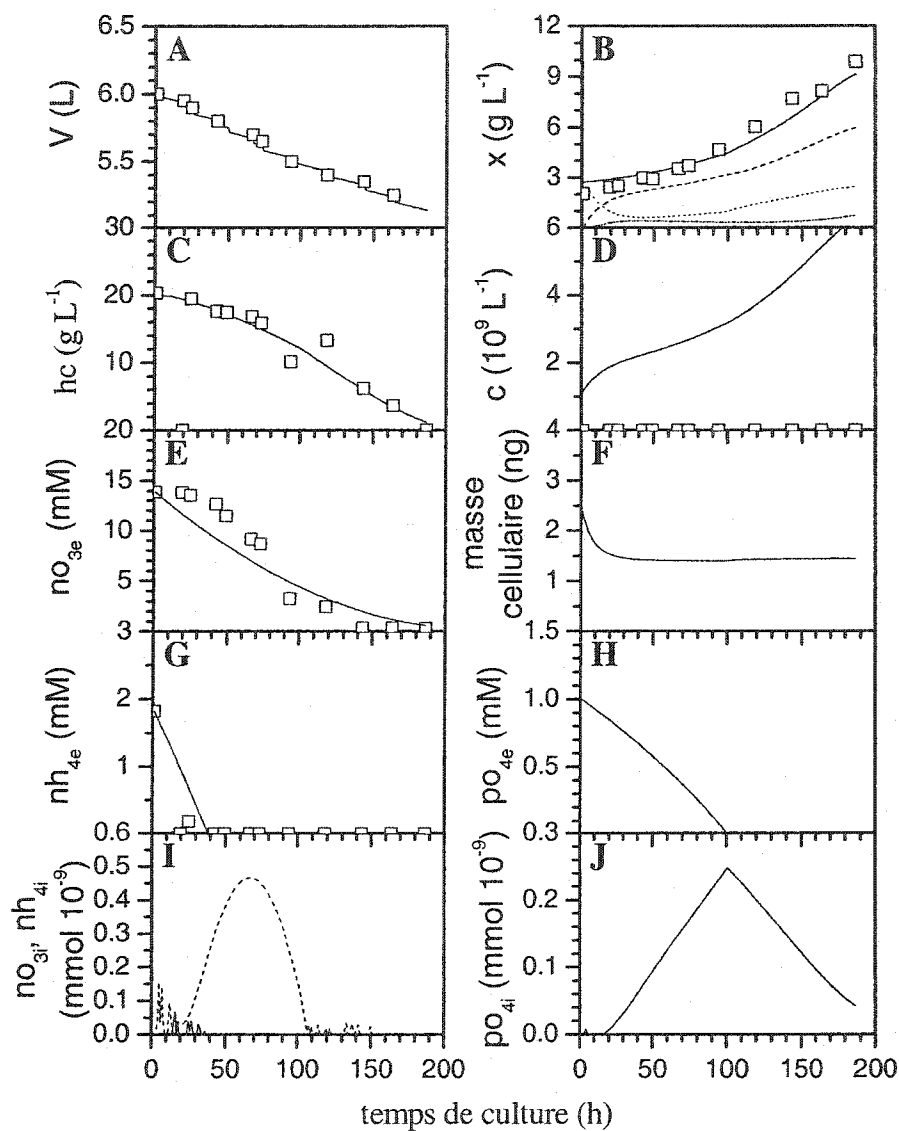 6.5
A
6.0
5.5
V (L)
12
B
9
6
3
x (g L⁻¹)
30
C
20
10
hc (g L⁻¹)
6
D
4
2
c (10⁹ L⁻¹)
20
E
15
10
5
no₃ₑ (mM)
4
F
3
2
1
masse
cellulaire (ng)
3
G
2
1
nh₄ₑ (mM)
1.5
H
1.0
0.5
po₄ₑ (mM)
0.6
I
0.5
0.4
0.3
0.2
0.1
0.0
no₃ᵢ, nh₄ᵢ
(mmol 10⁻⁹)
0.3
J
0.2
0.1
0.0
po₄ᵢ (mmol 10⁻⁹)
0 50 100 150 200
0 50 100 150 200
temps de culture (h)